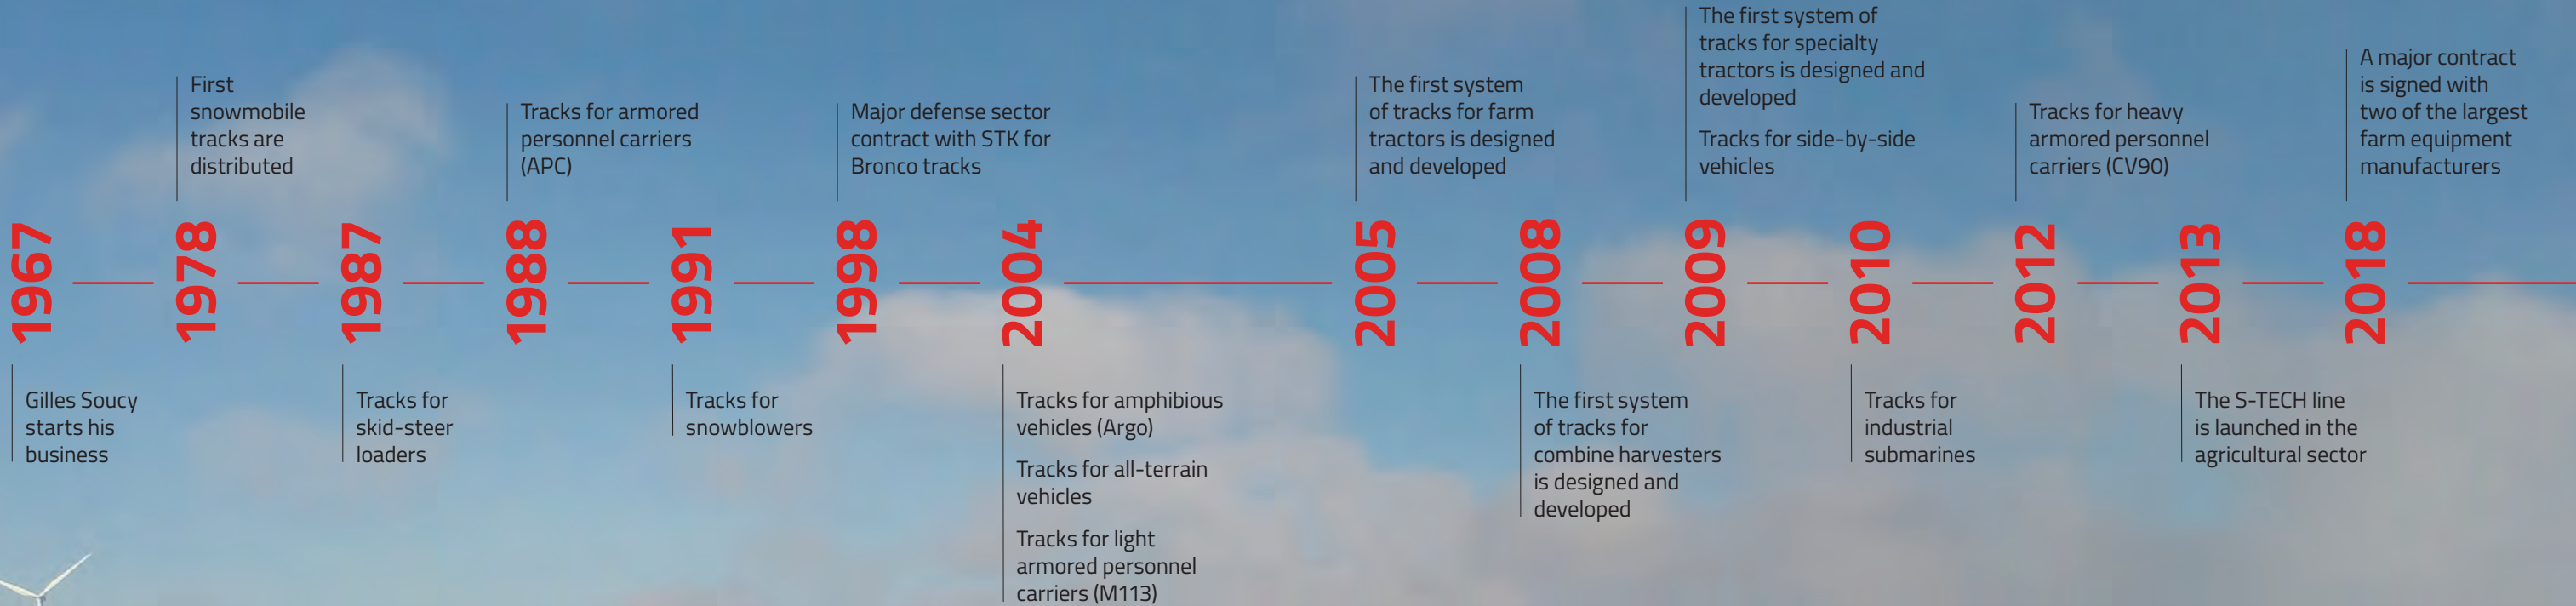 1967
Gilles Soucy
starts his
business
1978
First
snowmobile
tracks are
distributed
1987
Tracks for
skid-steer
loaders
1988
Tracks for armored
personnel carriers
(APC)
1991
Tracks for
snowblowers
1998
Major defense sector
contract with STK for
Bronco tracks
2004
Tracks for amphibious
vehicles (Argo)
Tracks for all-terrain
vehicles
Tracks for light
armored personnel
carriers (M113)
2005
The first system
of tracks for farm
tractors is designed
and developed
2008
The first system
of tracks for
combine harvesters
is designed and
developed
2009
The first system of
tracks for specialty
tractors is designed and
developed
Tracks for side-by-side
vehicles
2010
Tracks for
industrial
submarines
2012
Tracks for heavy
armored personnel
carriers (CV90)
2013
The S-TECH line
is launched in the
agricultural sector
2018
A major contract
is signed with
two of the largest
farm equipment
manufacturers